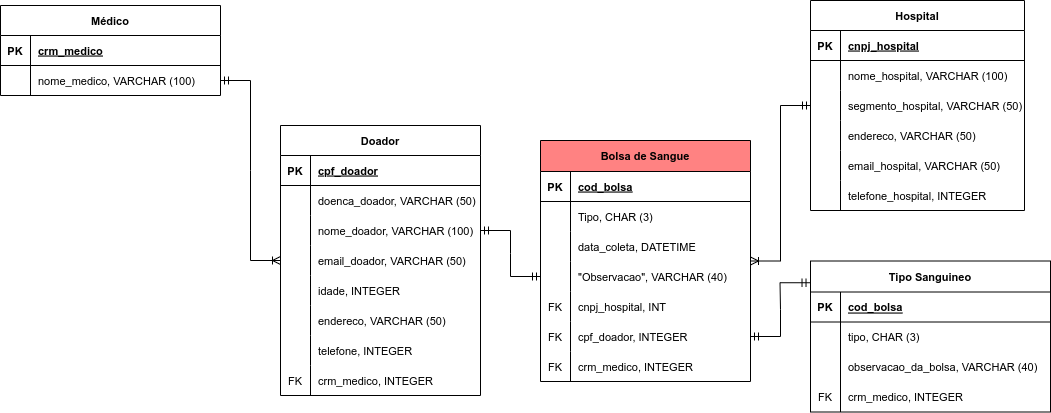 Médico
PK crm_medico
nome_medico, VARCHAR (100)
Doador
PK cpf_doador
doenca_doador, VARCHAR (50)
nome_doador, VARCHAR (100)
email_doador, VARCHAR (50)
idade, INTEGER
endereco, VARCHAR (50)
telefone, INTEGER
FK crm_medico, INTEGER
Bolsa de Sangue
PK cod_bolsa
Tipo, CHAR (3)
data_coleta, DATETIME
"Observacao", VARCHAR (40)
FK cnpj_hospital, INT
FK cpf_doador, INTEGER
FK crm_medico, INTEGER
Hospital
PK cnpj_hospital
nome_hospital, VARCHAR (100)
segmento_hospital, VARCHAR (50)
endereco, VARCHAR (50)
email_hospital, VARCHAR (50)
telefone_hospital, INTEGER
Tipo Sanguineo
PK cod_bolsa
tipo, CHAR (3)
observacao_da_bolsa, VARCHAR (40)
FK crm_medico, INTEGER